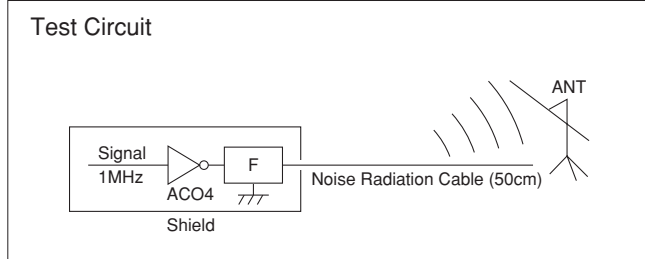 Test Circuit
ANT
Signal
1MHz
ACO4
F
Noise Radiation Cable (50cm)
Shield